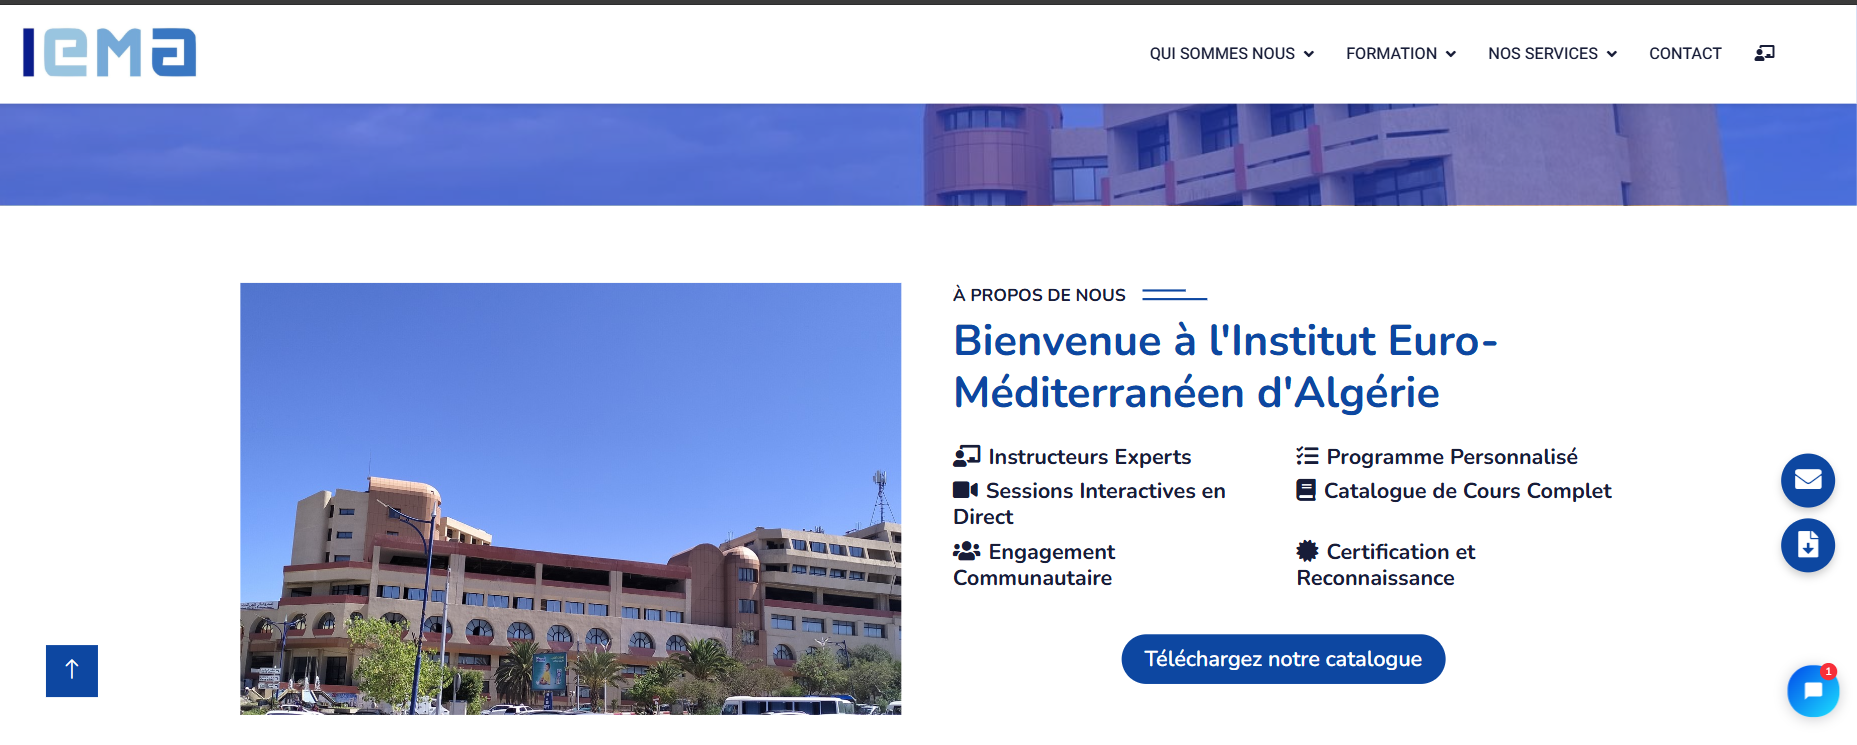 IEMA
QUI SOMMES NOUS
FORMATION
NOS SERVICES
CONTACT
À PROPOS DE NOUS
Bienvenue à l'Institut Euro-
Méditerranéen d'Algérie
Instructeurs Experts
Programme Personnalisé
Sessions Interactives en
Direct
Catalogue de Cours Complet
Engagement
Communautaire
Certification et
Reconnaissance
Téléchargez notre catalogue
1